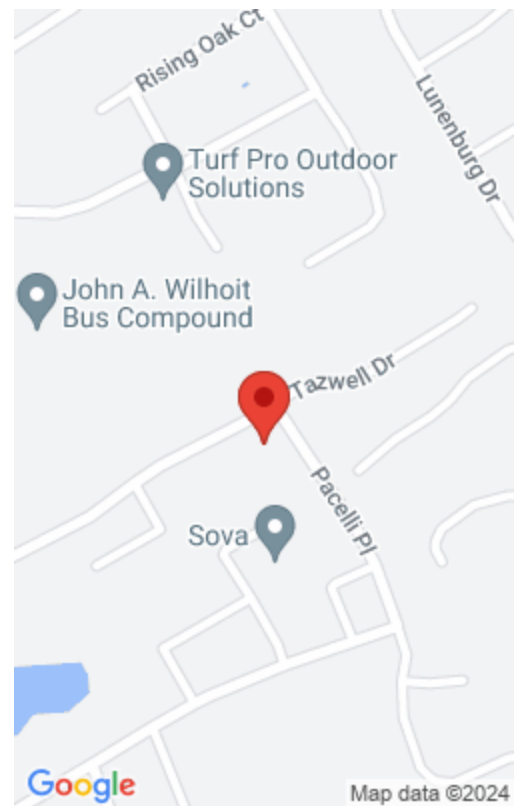 Rising Oak Ct
Lunenburg Dr
Turf Pro Outdoor
Solutions
John A. Wilhoit
Bus Compound
Tazwell Dr
Pacelli Pl
Sova
Google
Map data ©2024